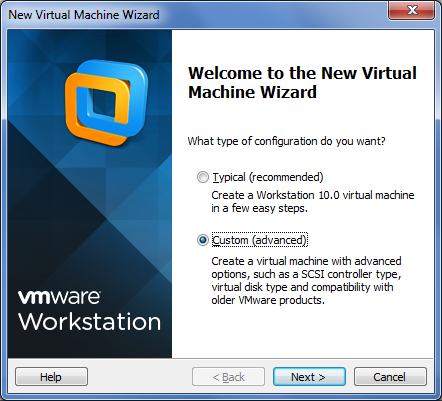 New Virtual Machine Wizard
Welcome to the New Virtual
Machine Wizard
What type of configuration do you want?
Typical (recommended)
Create a Workstation 10.0 virtual machine
in a few easy steps.
Custom (advanced)
Create a virtual machine with advanced
options, such as a SCSI controller type,
virtual disk type and compatibility with
older VMware products.
vmware®
Workstation
Help
< Back
Next >
Cancel